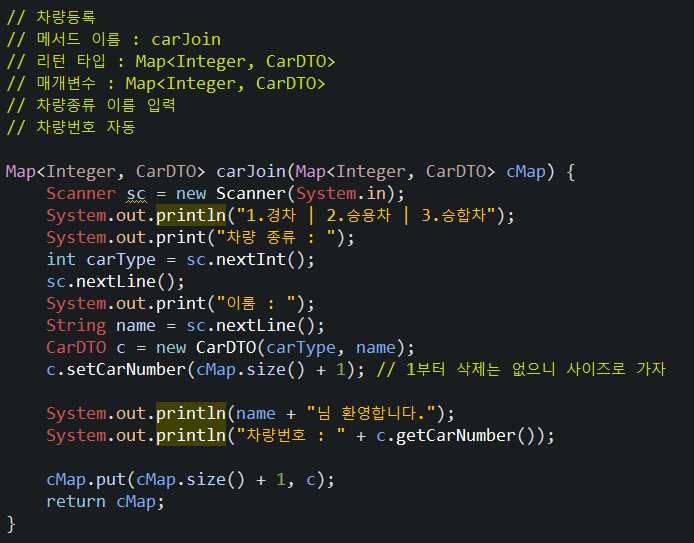 // 차량등록
// 메서드 이름 : carJoin
// 리턴 타입 : Map<Integer, CarDTO>
// 매개변수 : Map<Integer, CarDTO>
// 차량종류 이름 입력
// 차량번호 자동

Map<Integer, CarDTO> carJoin(Map<Integer, CarDTO> cMap) {
    Scanner sc = new Scanner(System.in);
    System.out.println("1.경차 | 2.승용차 | 3.승합차");
    System.out.print("차량 종류 : ");
    int carType = sc.nextInt();
    sc.nextLine();
    System.out.print("이룸 : ");
    String name = sc.nextLine();
    CarDTO c = new CarDTO(carType, name);
    c.setCarNumber(cMap.size() + 1); // 1부터 삭제는 없으니 사이즈로 가자

    System.out.println(name + "님 환영합니다.");
    System.out.println("차량번호 : " + c.getCarNumber());

    cMap.put(cMap.size() + 1, c);
    return cMap;
}